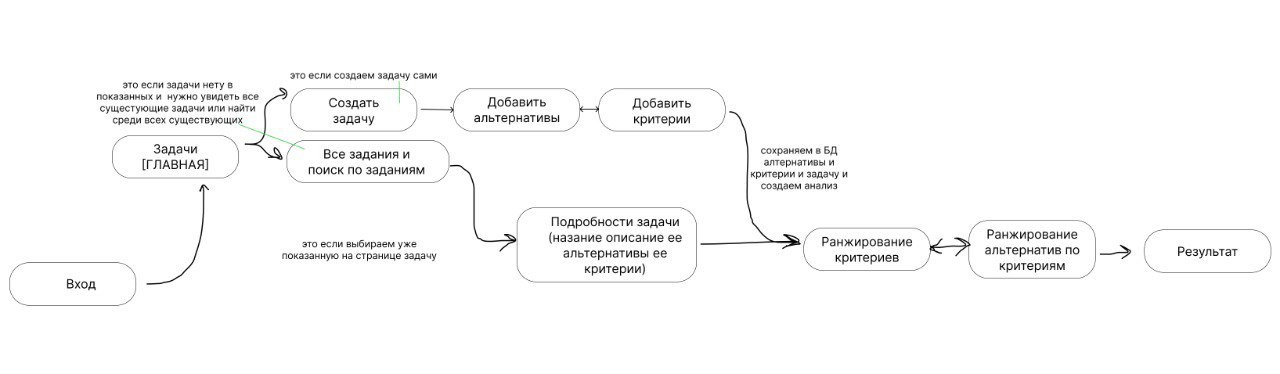 это если задачи нету в
показанных и нужно увидеть все
сущестующие задачи или найти
среди всех существующих
это если создаем задачу сами
Создать
задачу
Добавить
альтернативы
Добавить
критерии
Задачи
[ГЛАВНАЯ]
Все задания и
поиск по заданиям
сохраняем в БД
алтернативы и
критерии и задачу и
создаем анализ
это если выбираем уже
показанную на странице задачу
Подробности задачи
(назание описание ее
альтернативы ее
критерии)
Ранжирование
критериев
Ранжирование
альтернатив по
критериям
Результат
Вход